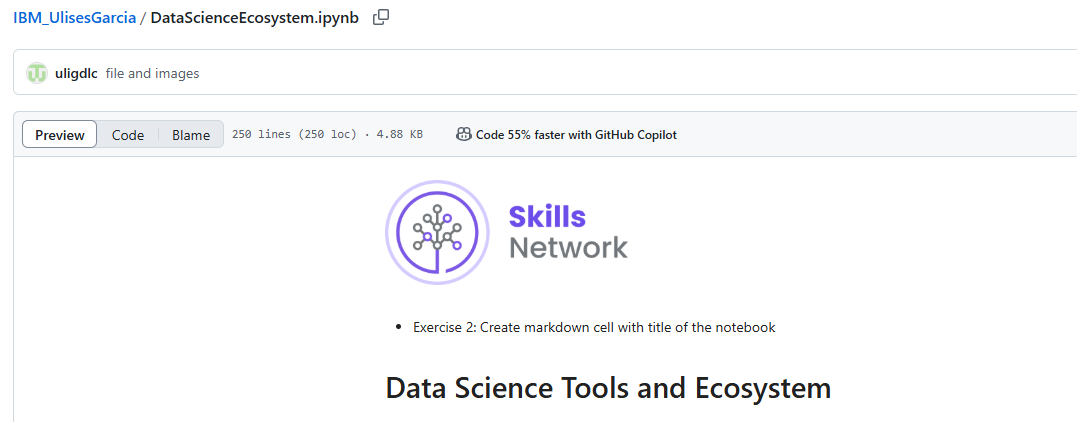 IBM_UlisesGarcia / DataScienceEcosystem.ipynb
uligdlc file and images
Preview Code Blame 250 lines (250 loc) · 4.88 KB Code 55% faster with GitHub Copilot
Skills
Network
• Exercise 2: Create markdown cell with title of the notebook
Data Science Tools and Ecosystem